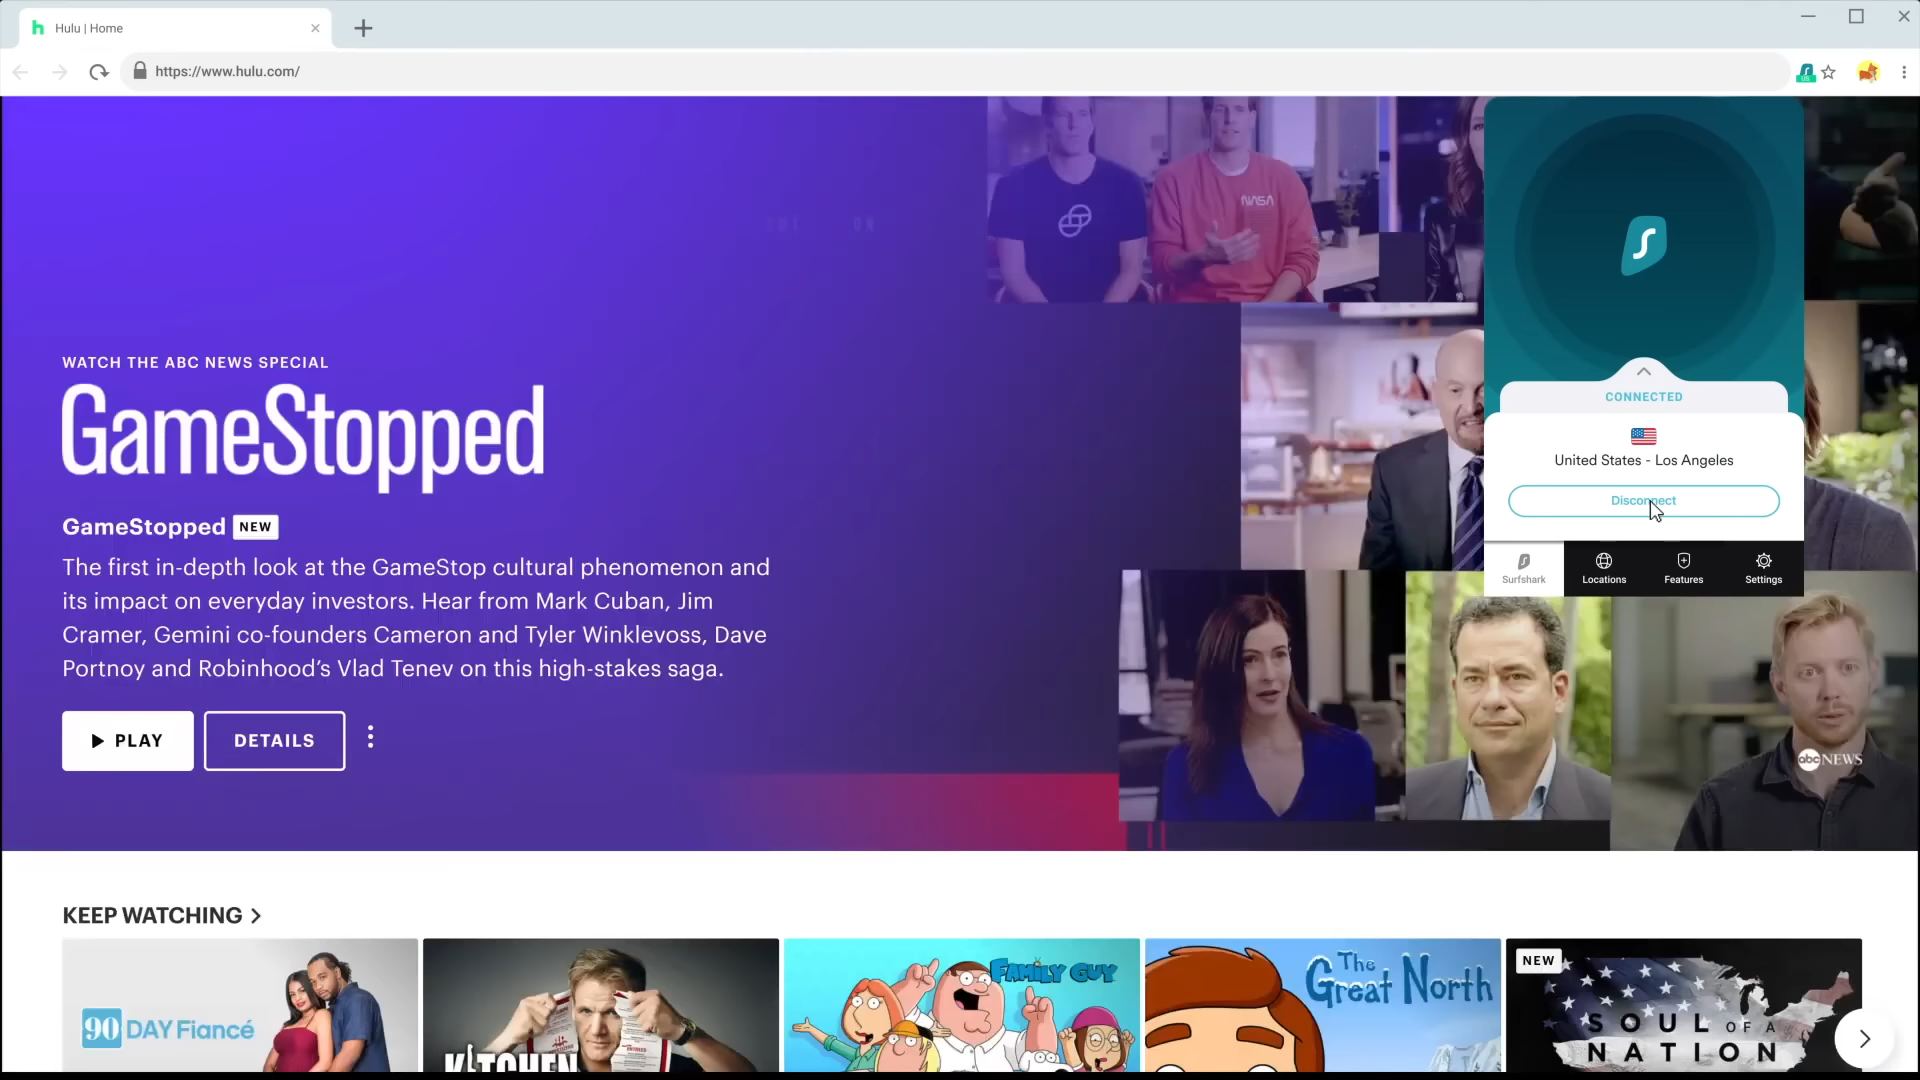 Hulu | Home
https://www.hulu.com/
US
NASA
WATCH THE ABC NEWS SPECIAL
GameStopped
GameStopped NEW
The first in-depth look at the GameStop cultural phenomenon and
its impact on everyday investors. Hear from Mark Cuban, Jim
Cramer, Gemini co-founders Cameron and Tyler Winklevoss, Dave
Portnoy and Robinhood’s Vlad Tenev on this high-stakes saga.
PLAY
DETAILS
CONNECTED
United States - Los Angeles
Disconnect
Surfshark
Locations
Features
Settings
abc NEWS
KEEP WATCHING
90 DAY Fiancé
KITCHEN
FAMILY GUY
The
Great North
NEW
SOUL OF A
NATION